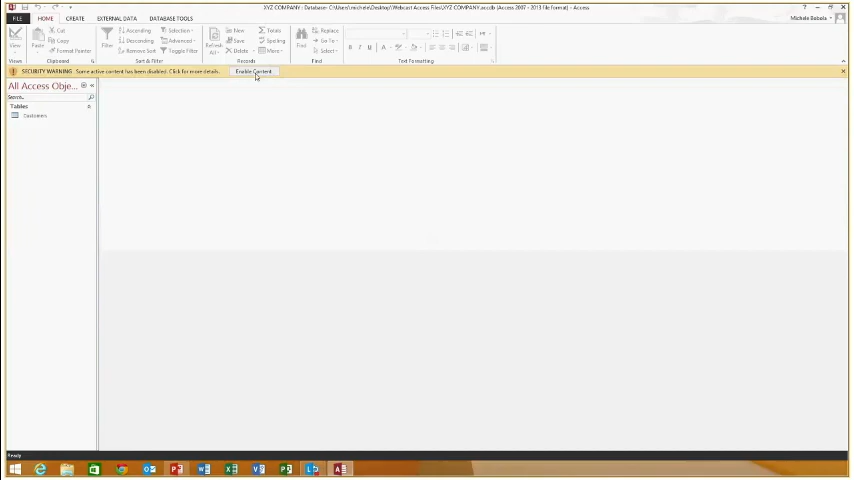 XYZ COMPANY : Database- C:\Users\michele\Desktop\Webcast Access Files\XYZ COMPANY.accdb (Access 2007 - 2013 file format) - Access
FILE HOME CREATE EXTERNAL DATA DATABASE TOOLS
Michele Babola
View
Paste
Cut
Copy
Format Painter
Filter
Ascending
Descending
Remove Sort
Selection
Advanced
Toggle Filter
Refresh All
New
Save
Delete
Totals
Spelling
More
Find
Replace
Go To
Select
B I U
Views Clipboard Sort & Filter Records Find Text Formatting
SECURITY WARNING Some active content has been disabled. Click for more details. Enable Content
All Access Obje...
Search...
Tables
Customers
Ready